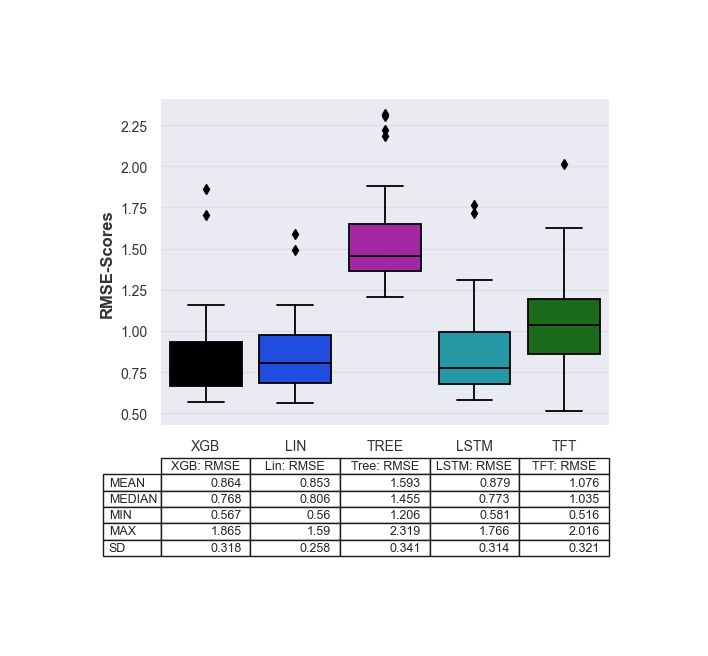 RMSE-Scores
2.25
2.00
1.75
1.50
1.25
1.00
0.75
0.50
XGB LIN TREE LSTM TFT
XGB: RMSE Lin: RMSE Tree: RMSE LSTM: RMSE TFT: RMSE
MEAN 0.864 0.853 1.593 0.879 1.076
MEDIAN 0.768 0.806 1.455 0.773 1.035
MIN 0.567 0.56 1.206 0.581 0.516
MAX 1.865 1.59 2.319 1.766 2.016
SD 0.318 0.258 0.341 0.314 0.321